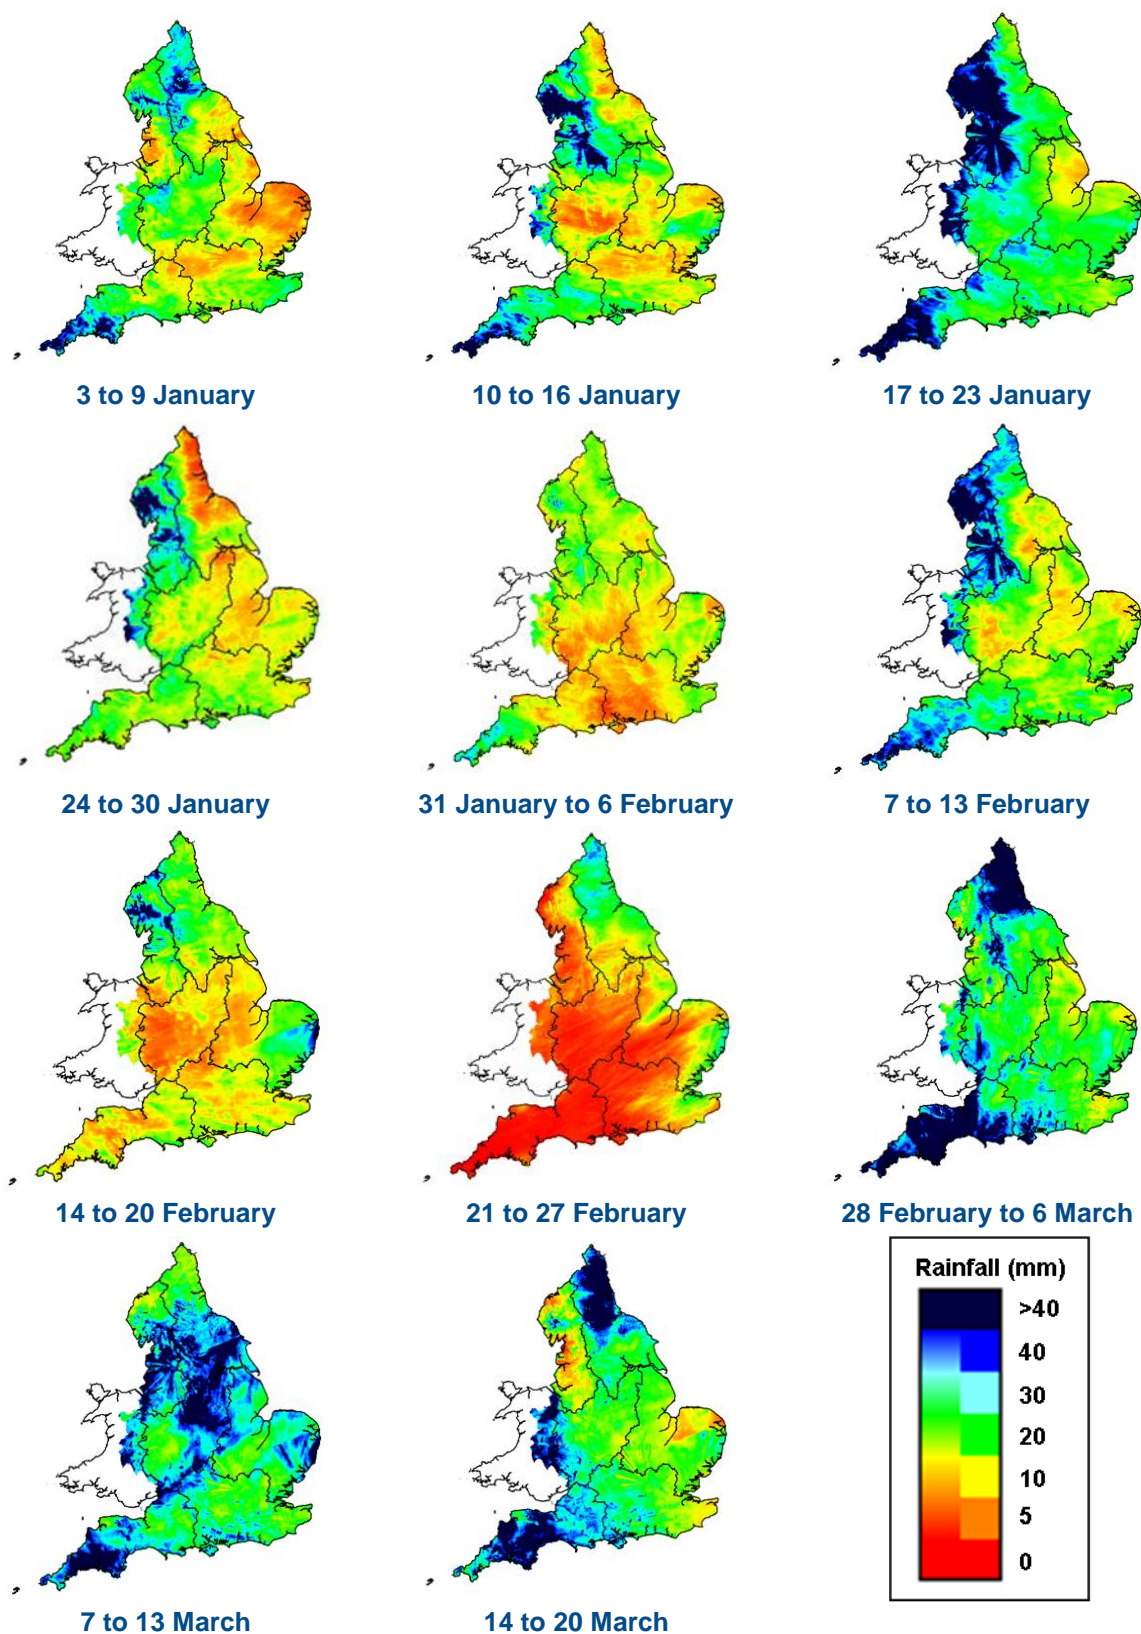 3 to 9 January
10 to 16 January
17 to 23 January
24 to 30 January
31 January to 6 February
7 to 13 February
14 to 20 February
21 to 27 February
28 February to 6 March
Rainfall (mm)
>40
40
30
20
10
5
0
7 to 13 March
14 to 20 March